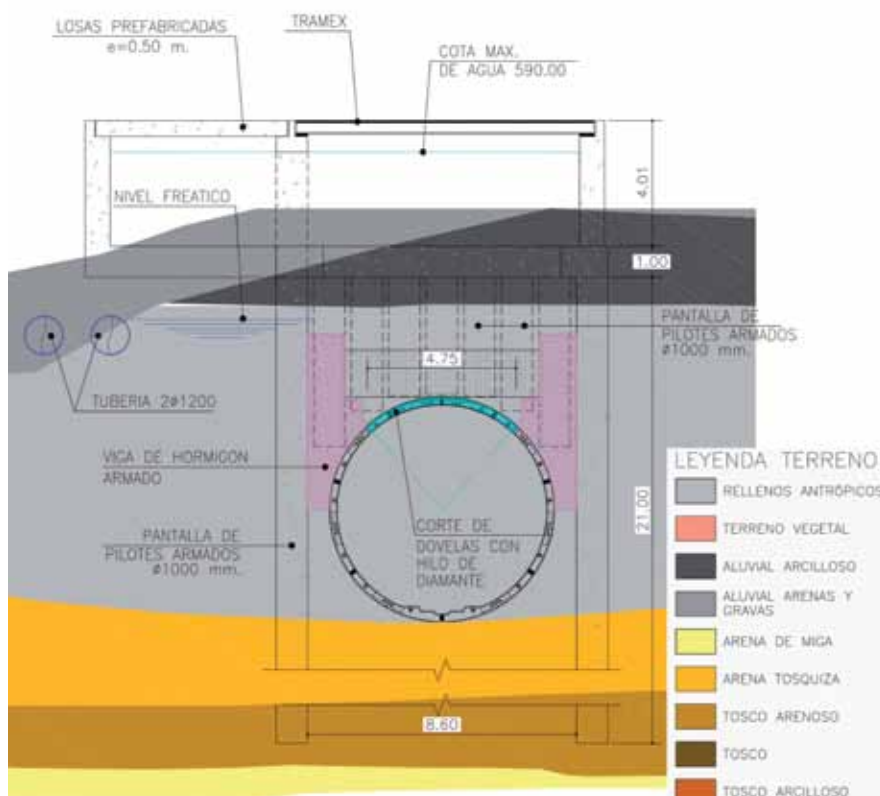 LOSAS PREFABRICADAS
e=0.50 m.
TRAMEX
COTA MAX.
DE AGUA 590.00
4.01
NIVEL FREATICO
1.00
PANTALLA DE
PILOTES ARMADOS
ø1000 mm.
4.75
TUBERIA 2ø1200
VIGA DE HORMIGON
ARMADO
PANTALLA DE
PILOTES ARMADOS
ø1000 mm.
CORTE DE
DOVELAS CON
HILO DE
DIAMANTE
21.00
8.60
LEYENDA TERRENO
RELLENOS ANTRÓPICOS
TERRENO VEGETAL
ALUVIAL ARCILLOSO
ALUVIAL ARENAS Y
GRAVAS
ARENA DE MIGA
ARENA TOSQUIZA
TOSCO ARENOSO
TOSCO
TOSCO ARCILLOSO